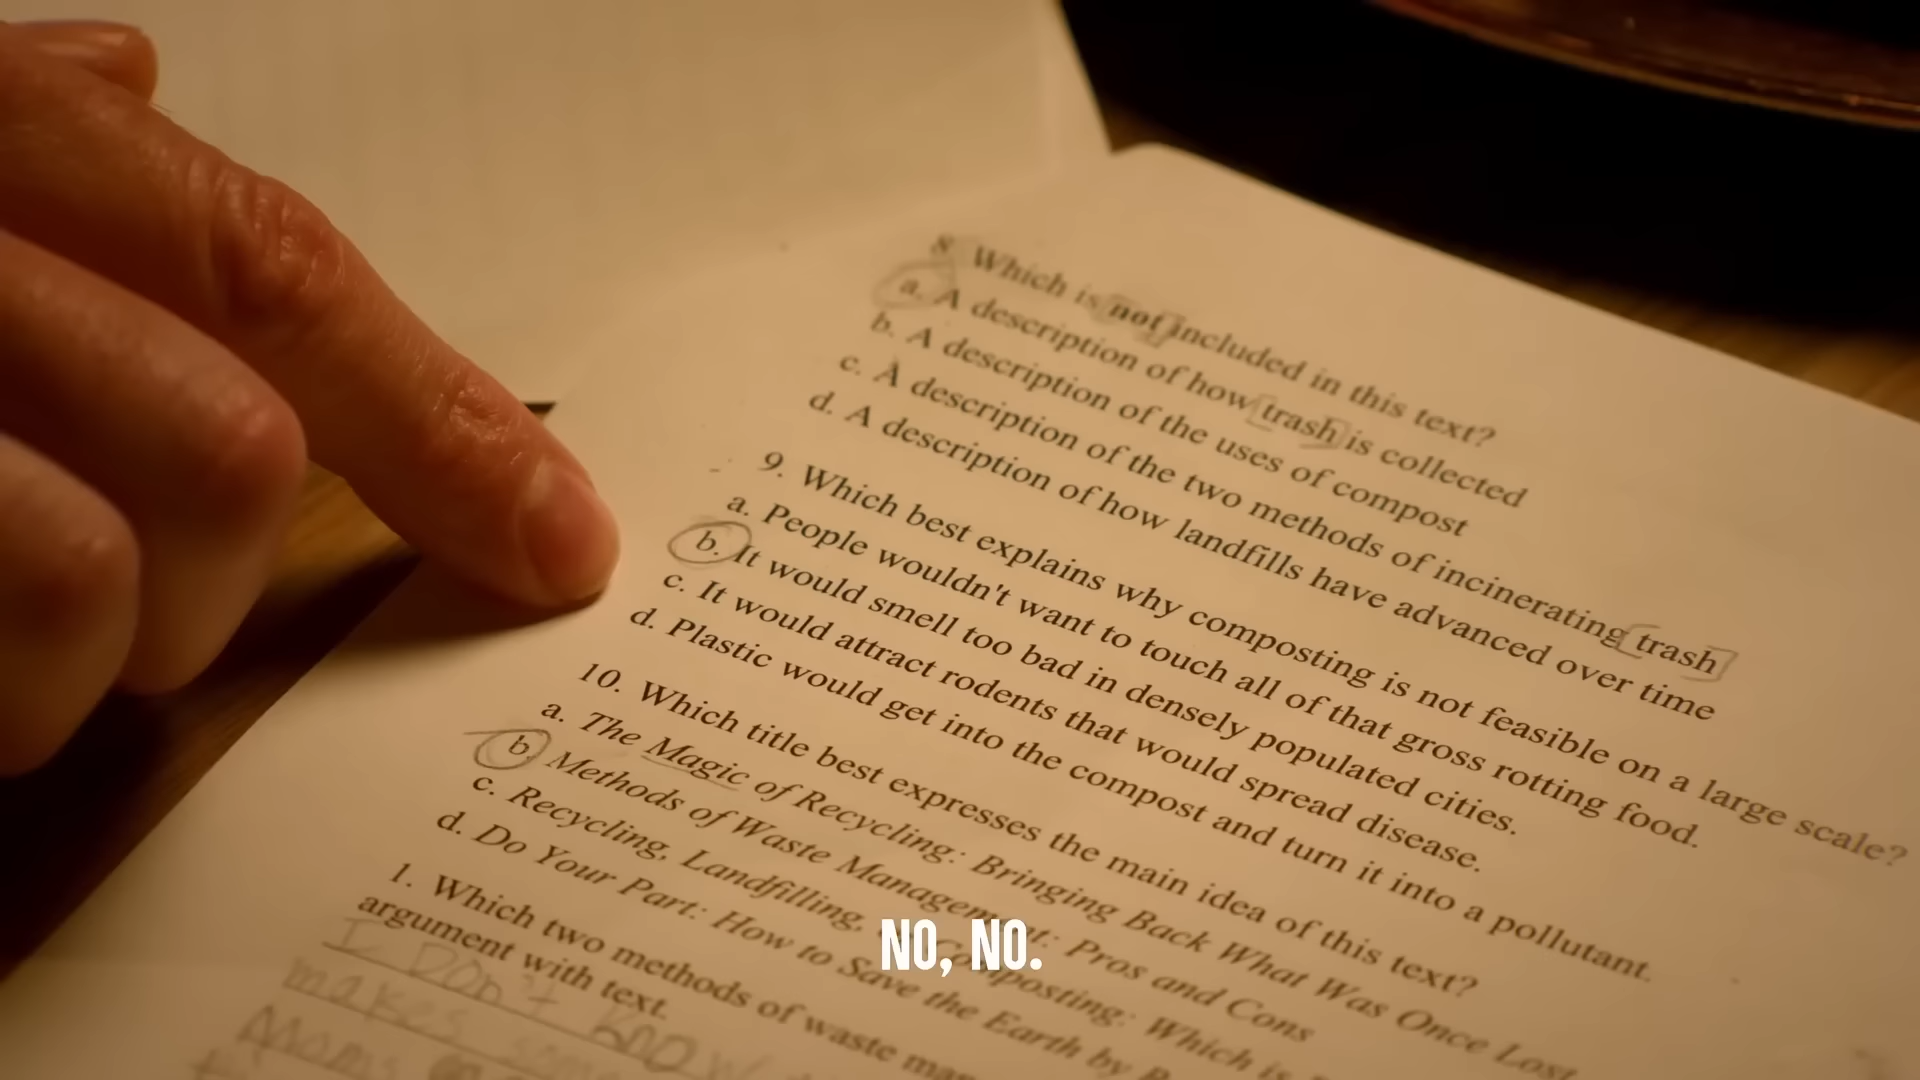 8. Which is not included in this text?
a. A description of how trash is collected
b. A description of the uses of compost
c. A description of the two methods of incinerating trash
d. A description of how landfills have advanced over time
9. Which best explains why composting is not feasible on a large scale?
a. People wouldn't want to touch all of that gross rotting food.
b. It would smell too bad in densely populated cities.
c. It would attract rodents that would spread disease.
d. Plastic would get into the compost and turn it into a pollutant.
10. Which title best expresses the main idea of this text?
a. The Magic of Recycling: Bringing Back What Was Once Lost
b. Methods of Waste Management: Pros and Cons
c. Recycling, Landfilling, Composting: Which is
d. Do Your Part: How to Save the Earth by
1. Which two methods of waste
argument with text.
I Don't know
makes
Moms
NO, NO.